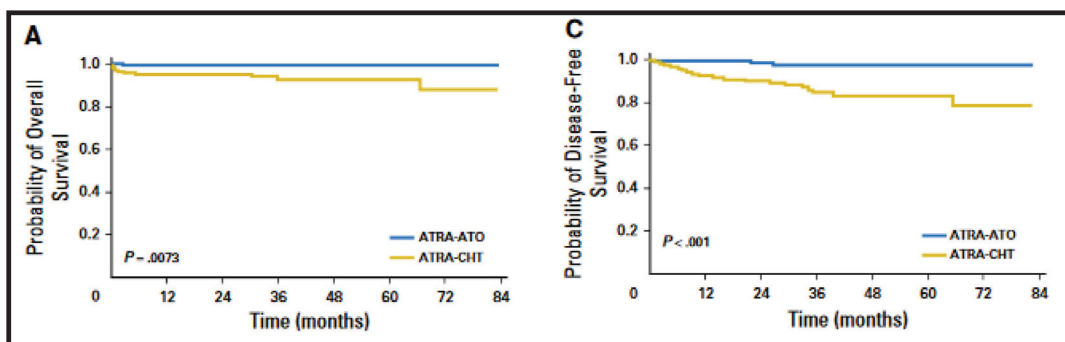 A
Probability of Overall
Survival
1.0
0.8
0.6
0.4
0.2
P = .0073
ATRA-ATO
ATRA-CHT
0
12
24
36
48
60
72
84
Time (months)
C
Probability of Disease-Free
Survival
1.0
0.8
0.6
0.4
0.2
P < .001
ATRA-ATO
ATRA-CHT
0
12
24
36
48
60
72
84
Time (months)